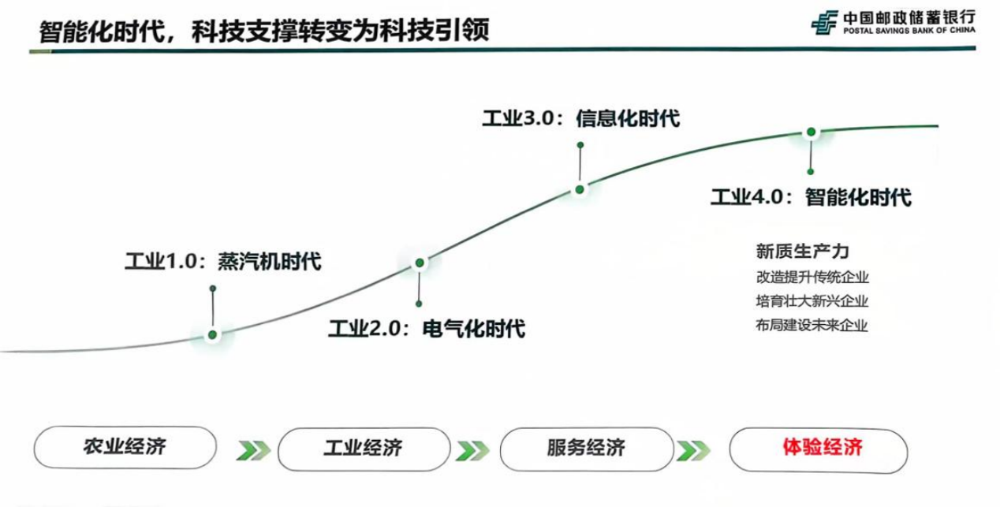 智能化时代，科技支撑转变为科技引领
中国邮政储蓄银行
POSTAL SAVINGS BANK OF CHINA
工业3.0：信息化时代
工业4.0：智能化时代
新质生产力
改造提升传统企业
培育壮大新兴企业
布局建设未来企业
工业1.0：蒸汽机时代
工业2.0：电气化时代
农业经济
工业经济
服务经济
体验经济